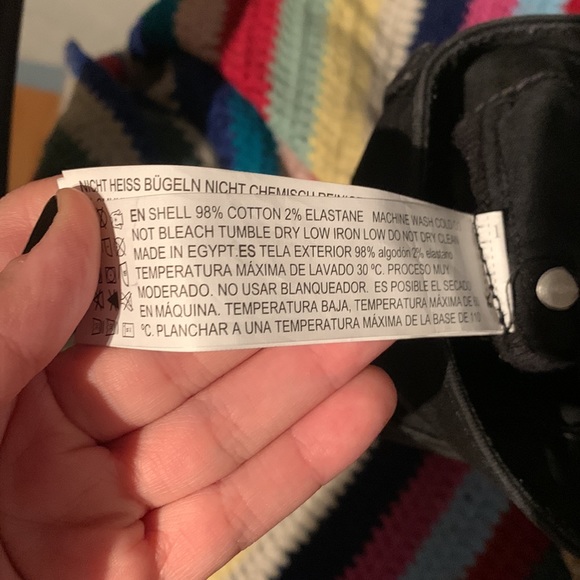 NICHT HEISS BÜGELN NICHT CHEMISCH
EN SHELL 98% COTTON 2% ELASTANE MACHINE WASH COLD
NOT BLEACH TUMBLE DRY LOW IRON LOW DO NOT DRY CLEAN
MADE IN EGYPT.ES TELA EXTERIOR 98% algodón 2% elastano
TEMPERATURA MÁXIMA DE LAVADO 30 ºC. PROCESO MUY
MODERADO. NO USAR BLANQUEADOR. ES POSIBLE EL SECADO
EN MÁQUINA. TEMPERATURA BAJA, TEMPERATURA MÁXIMA DE
ºC. PLANCHAR A UNA TEMPERATURA MÁXIMA DE LA BASE DE 110